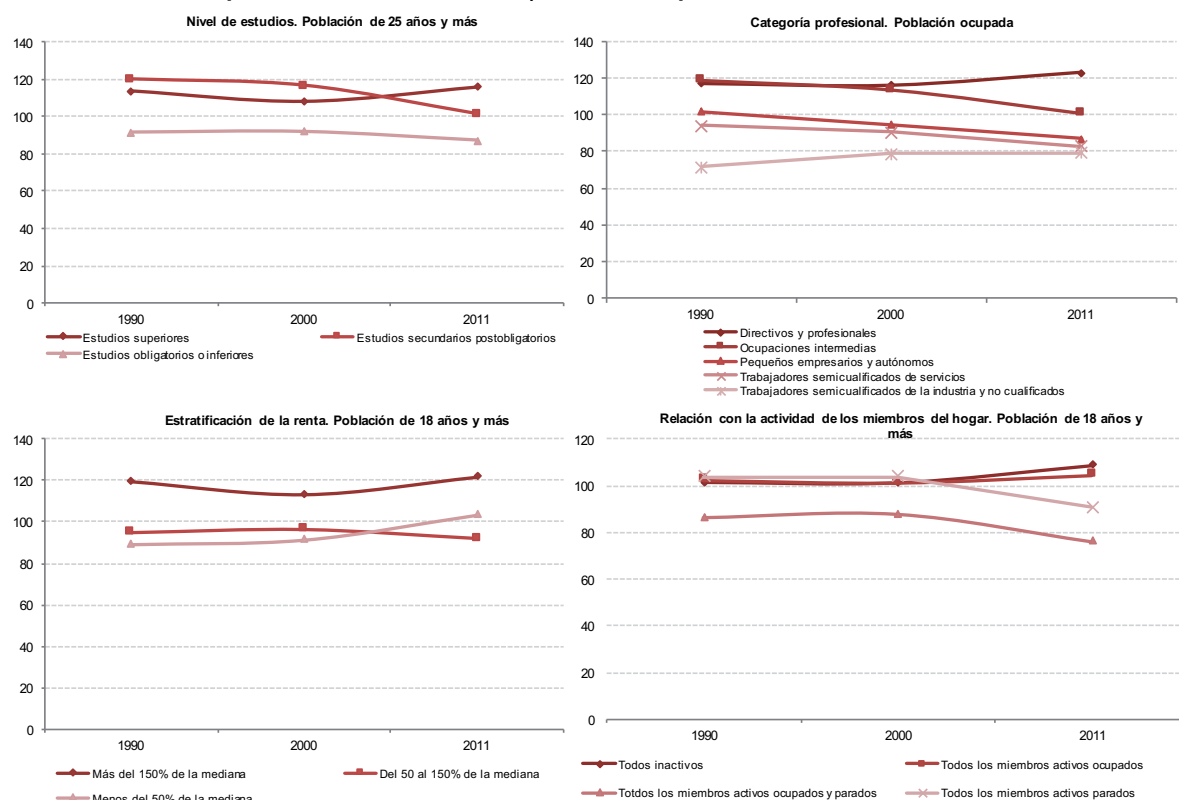 Nivel de estudios. Población de 25 años y más
140
120
100
80
60
40
20
0
1990 2000 2011
Estudios superiores Estudios secundarios postobligatorios
Estudios obligatorios o inferiores
Categoría profesional. Población ocupada
140
120
100
80
60
40
20
0
1990 2000 2011
Directivos y profesionales
Ocupaciones intermedias
Pequeños empresarios y autónomos
Trabajadores semicualificados de servicios
Trabajadores semicualificados de la industria y no cualificados
Estratificación de la renta. Población de 18 años y más
140
120
100
80
60
40
20
0
1990 2000 2011
Más del 150% de la mediana Del 50 al 150% de la mediana
Menos del 50% de la mediana
Relación con la actividad de los miembros del hogar. Población de 18 años y
más
120
100
80
60
40
20
0
1990 2000 2011
Todos inactivos Todos los miembros activos ocupados
Totdos los miembros activos ocupados y parados Todos los miembros activos parados